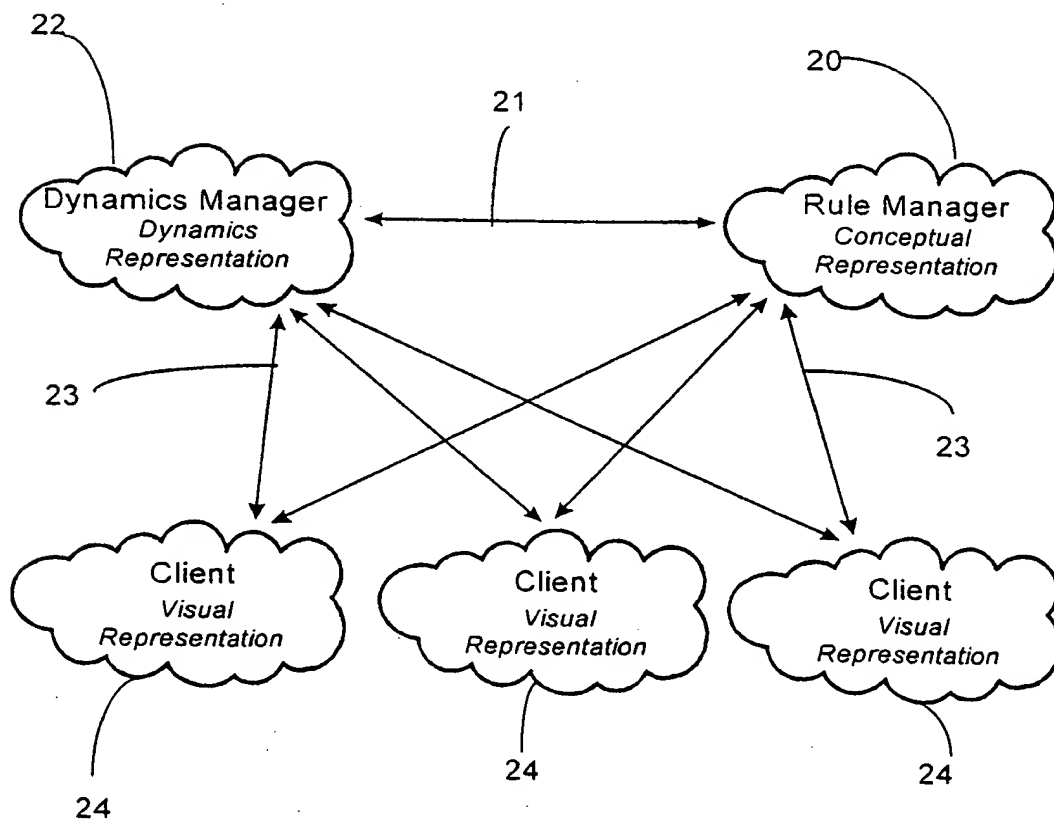 22
20
21
Dynamics Manager
Dynamics
Representation
Rule Manager
Conceptual
Representation
23
23
Client
Visual
Representation
Client
Visual
Representation
Client
Visual
Representation
24
24
24